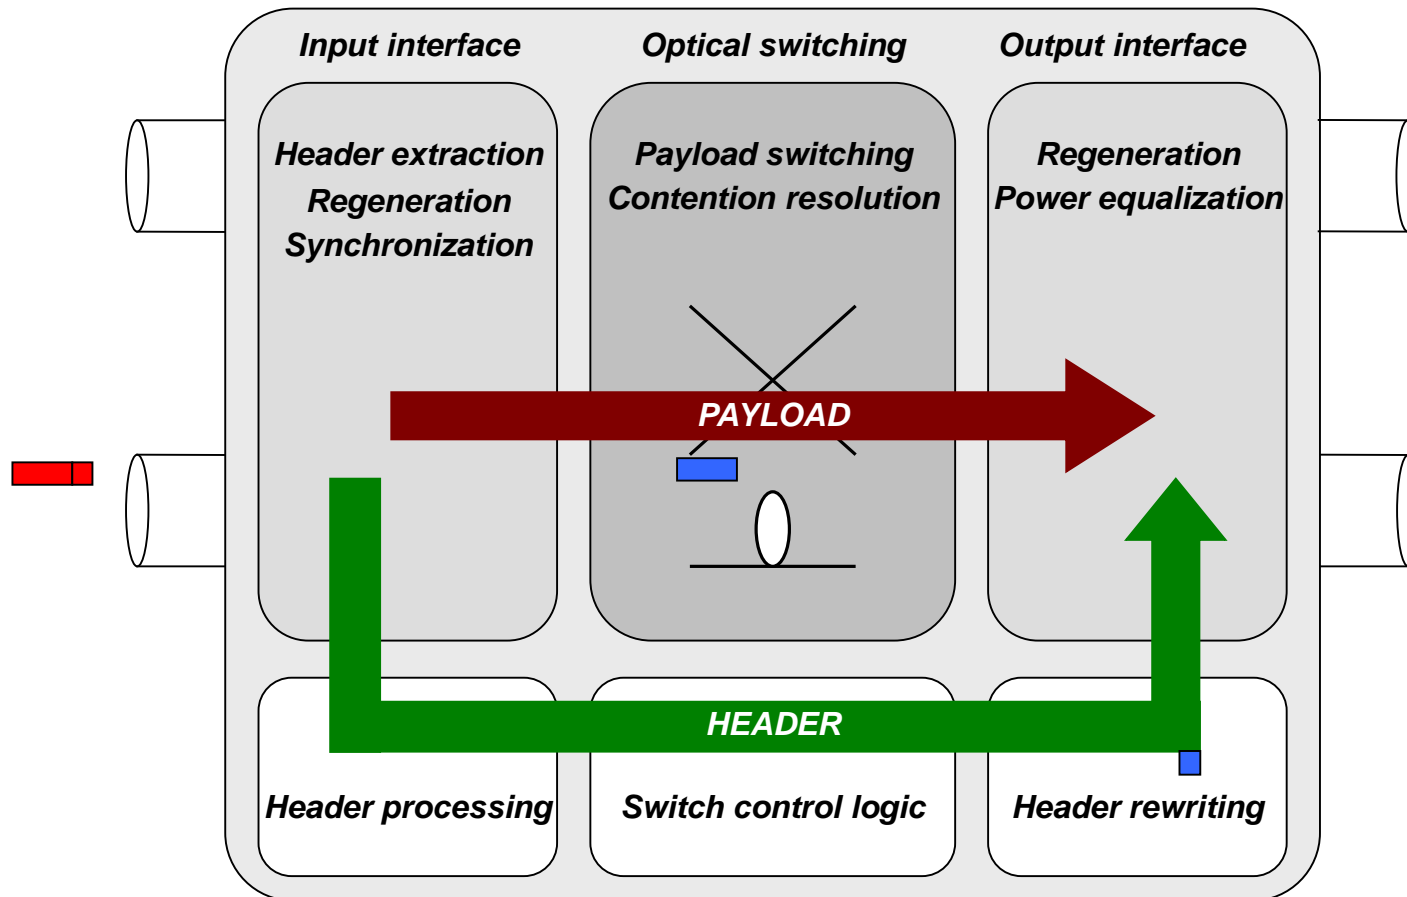 Input interface
Optical switching
Output interface
Header extraction
Regeneration
Synchronization
Payload switching
Contention resolution
Regeneration
Power equalization
PAYLOAD
HEADER
Header processing
Switch control logic
Header rewriting